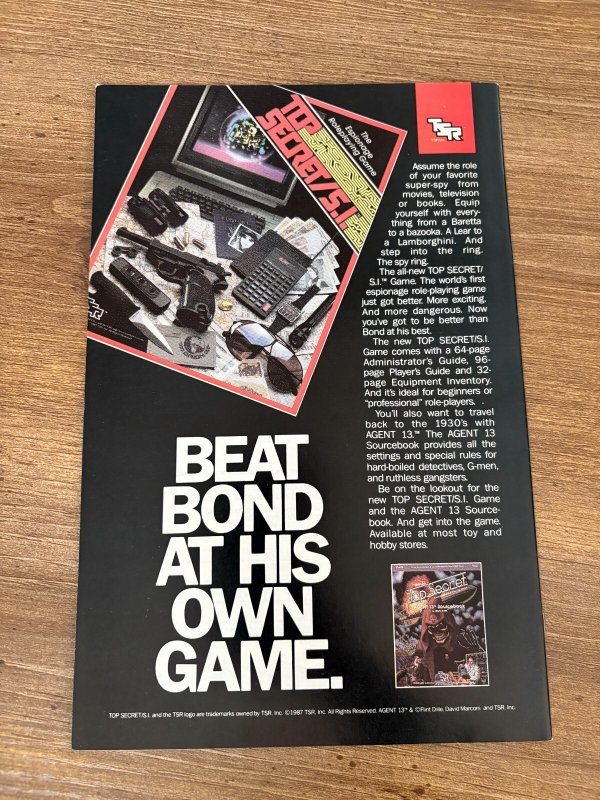 TOP
SECRET/S.I.
The
Espionage
Roleplaying Game
TSR
TSR
Assume the role
of your favorite
super-spy from
movies, television
or books. Equip
yourself with every-
thing from a Baretta
to a bazooka. A Lear to
a Lamborghini. And
step into the ring.
The spy ring.
The all-new TOP SECRET/
S.I.™ Game. The world's first
espionage role-playing game
just got better. More exciting.
And more dangerous. Now
you've got to be better than
Bond at his best.
The new TOP SECRET/S.I.
Game comes with a 64-page
Administrator's Guide, 96-
page Player's Guide and 32-
page Equipment Inventory.
And it's ideal for beginners or
"professional" role-players.
You'll also want to travel
back to the 1930's with
AGENT 13.™ The AGENT 13
Sourcebook provides all the
settings and special rules for
hard-boiled detectives, G-men,
and ruthless gangsters.
Be on the lookout for the
new TOP SECRET/S.I. Game
and the AGENT 13 Source-
book. And get into the game.
Available at most toy and
hobby stores.
BEAT
BOND
AT HIS
OWN
GAME.
Top Secret
Sourcebook
TOP SECRET/S.I. and the TSR logo are trademarks owned by TSR, Inc. ©1987 TSR, Inc. All Rights Reserved. AGENT 13™ & ©Flint Dille, David Marconi and TSR, Inc.